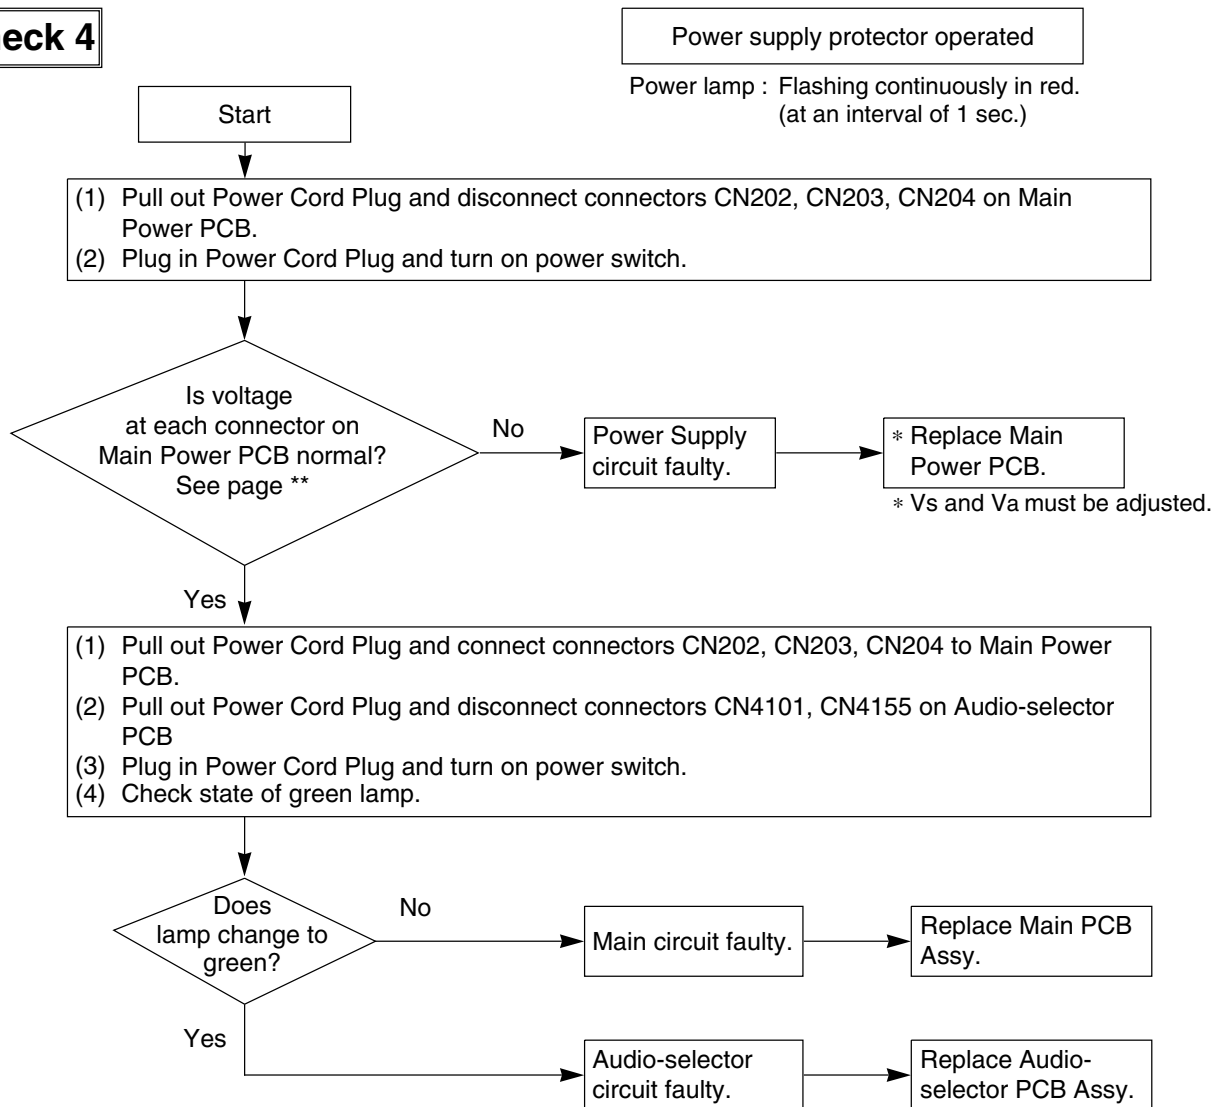 eck 4
Power supply protector operated
Power lamp : Flashing continuously in red.
(at an interval of 1 sec.)
Start
(1) Pull out Power Cord Plug and disconnect connectors CN202, CN203, CN204 on Main
Power PCB.
(2) Plug in Power Cord Plug and turn on power switch.
Is voltage
at each connector on
Main Power PCB normal?
See page **
No
Power Supply
circuit faulty.
* Replace Main
Power PCB.
* Vs and Va must be adjusted.
Yes
(1) Pull out Power Cord Plug and connect connectors CN202, CN203, CN204 to Main Power
PCB.
(2) Pull out Power Cord Plug and disconnect connectors CN4101, CN4155 on Audio-selector
PCB
(3) Plug in Power Cord Plug and turn on power switch.
(4) Check state of green lamp.
Does
lamp change to
green?
No
Main circuit faulty.
Replace Main PCB
Assy.
Yes
Audio-selector
circuit faulty.
Replace Audio-
selector PCB Assy.